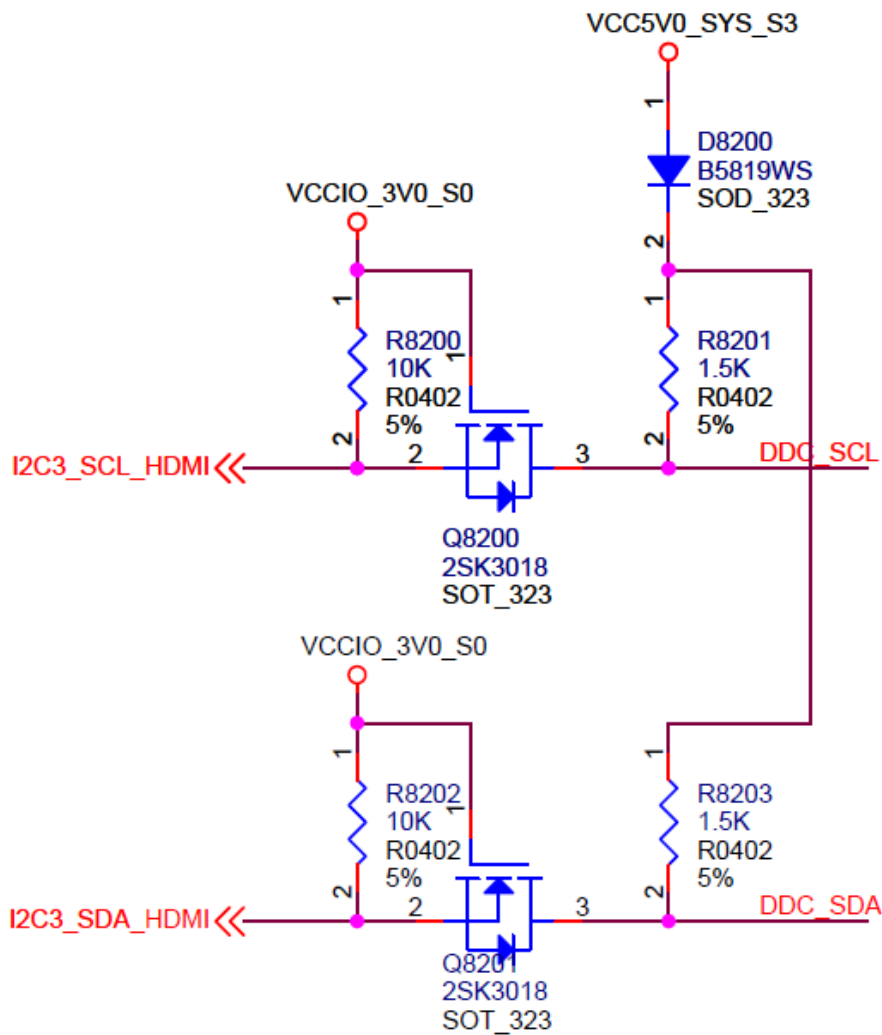 VCC5V0_SYS_S3
1
D8200
B5819WS
SOD_323
2
VCCIO_3V0_S0
1
R8200
10K
R0402
5%
2
1
1
R8201
1.5K
R0402
5%
2
I2C3_SCL_HDMI
2
3
DDC_SCL
Q8200
2SK3018
SOT_323
VCCIO_3V0_S0
1
R8202
10K
R0402
5%
2
1
1
R8203
1.5K
R0402
5%
2
I2C3_SDA_HDMI
2
3
DDC_SDA
Q8201
2SK3018
SOT_323